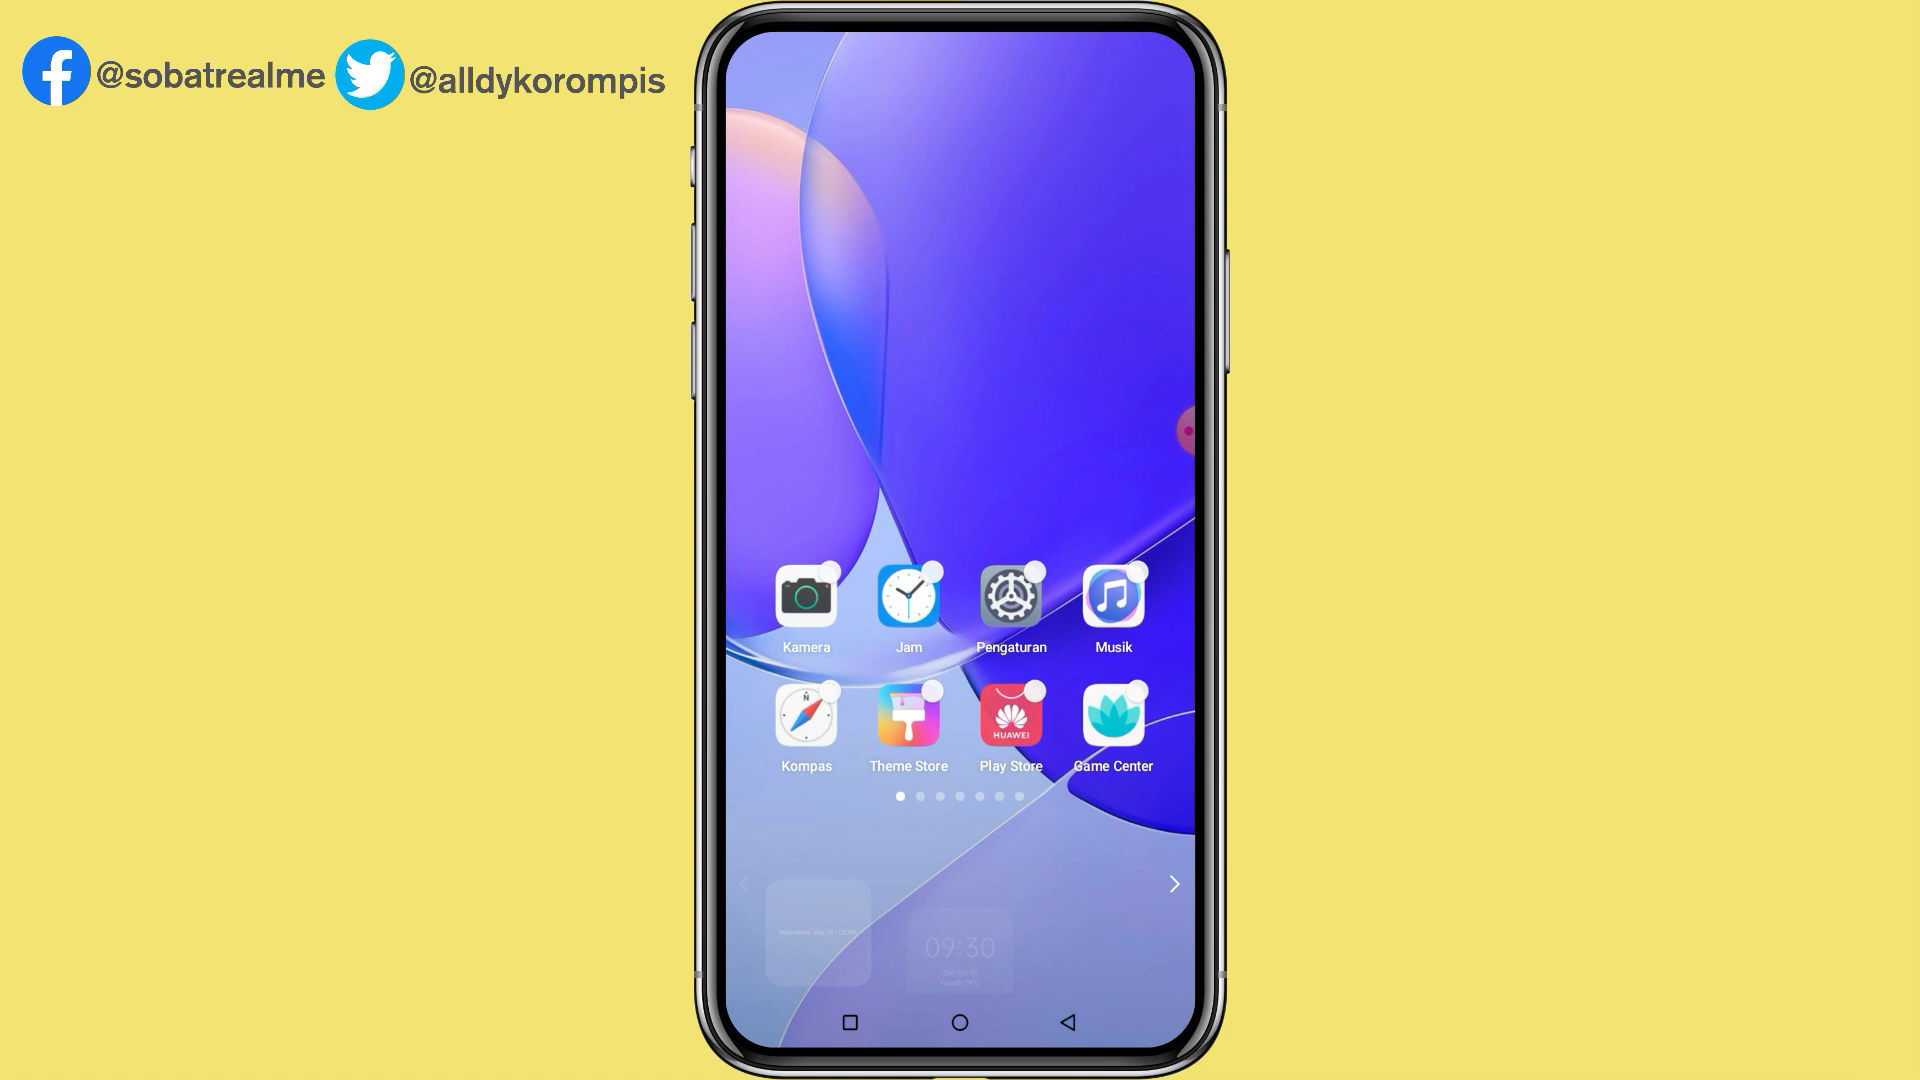 @sobatrealme @alldykorompis
Kamera Jam Pengaturan Musik
N
HUAWEI
Kompas Theme Store Play Store Game Center
09:30